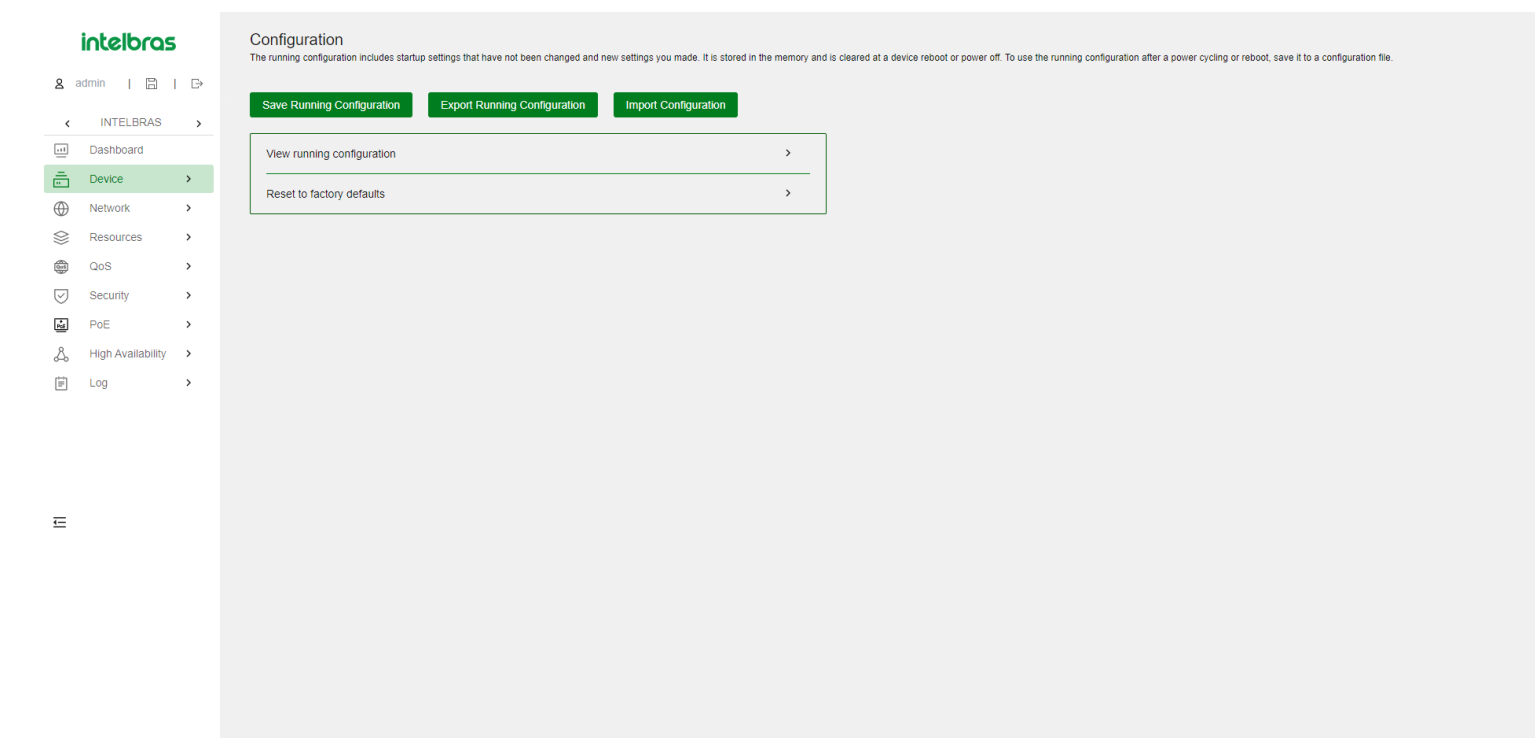 intelbras
admin | |
INTELBRAS
Dashboard
Device
Network
Resources
QoS
Security
PoE
High Availability
Log
Configuration
The running configuration includes startup settings that have not been changed and new settings you made. It is stored in the memory and is cleared at a device reboot or power off. To use the running configuration after a power cycling or reboot, save it to a configuration file.
Save Running Configuration Export Running Configuration Import Configuration
View running configuration
Reset to factory defaults